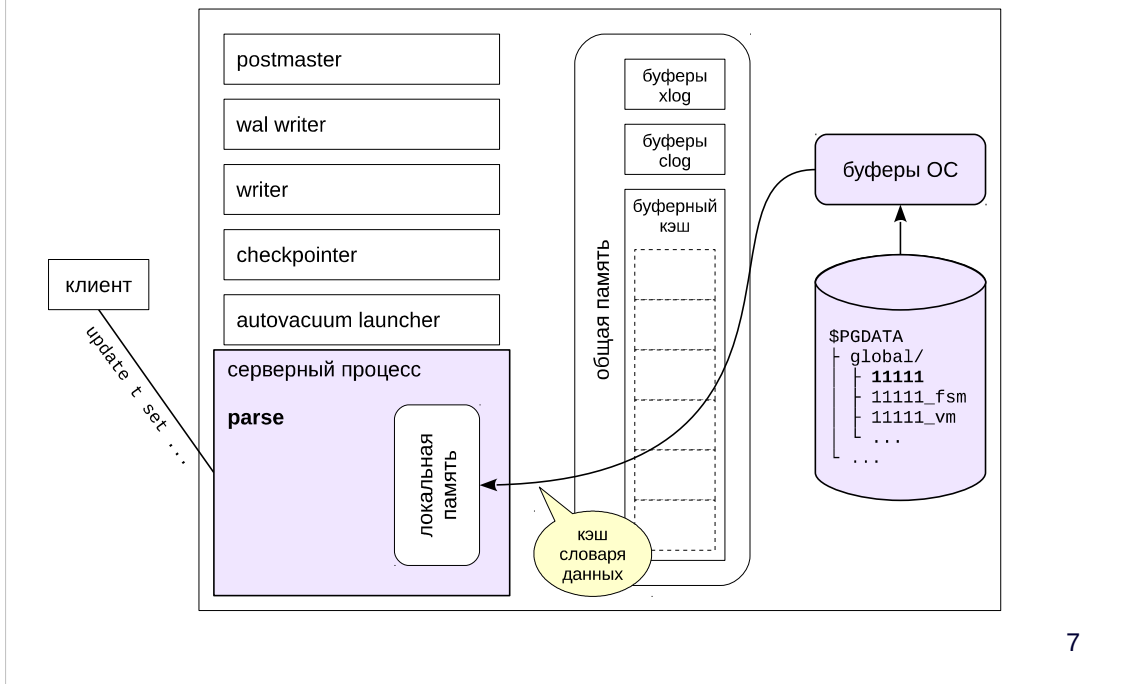 postmaster
wal writer
writer
checkpointer
autovacuum launcher
клиент
update t set ...
серверный процесс
parse
локальная
память
общая память
буферы
xlog
буферы
clog
буферный
кэш
кэш
словаря
данных
буферы ОС
$PGDATA
├ global/
│ ├ 11111
│ ├ 11111_fsm
│ ├ 11111_vm
│ └ ...
└ ...
7